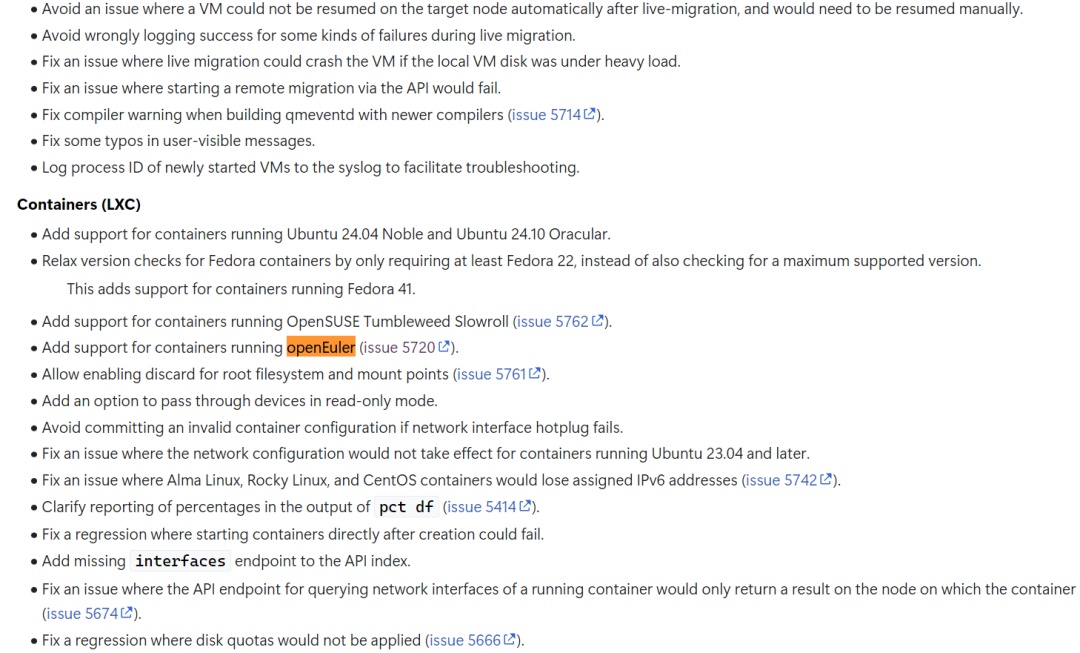 • Avoid an issue where a VM could not be resumed on the target node automatically after live-migration, and would need to be resumed manually.
• Avoid wrongly logging success for some kinds of failures during live migration.
• Fix an issue where live migration could crash the VM if the local VM disk was under heavy load.
• Fix an issue where starting a remote migration via the API would fail.
• Fix compiler warning when building qmeventd with newer compilers (issue 5714).
• Fix some typos in user-visible messages.
• Log process ID of newly started VMs to the syslog to facilitate troubleshooting.
Containers (LXC)
• Add support for containers running Ubuntu 24.04 Noble and Ubuntu 24.10 Oracular.
• Relax version checks for Fedora containers by only requiring at least Fedora 22, instead of also checking for a maximum supported version.
This adds support for containers running Fedora 41.
• Add support for containers running OpenSUSE Tumbleweed Slowroll (issue 5762).
• Add support for containers running openEuler (issue 5720).
• Allow enabling discard for root filesystem and mount points (issue 5761).
• Add an option to pass through devices in read-only mode.
• Avoid committing an invalid container configuration if network interface hotplug fails.
• Fix an issue where the network configuration would not take effect for containers running Ubuntu 23.04 and later.
• Fix an issue where Alma Linux, Rocky Linux, and CentOS containers would lose assigned IPv6 addresses (issue 5742).
• Clarify reporting of percentages in the output of pct df (issue 5414).
• Fix a regression where starting containers directly after creation could fail.
• Add missing interfaces endpoint to the API index.
• Fix an issue where the API endpoint for querying network interfaces of a running container would only return a result on the node on which the container
(issue 5674).
• Fix a regression where disk quotas would not be applied (issue 5666).